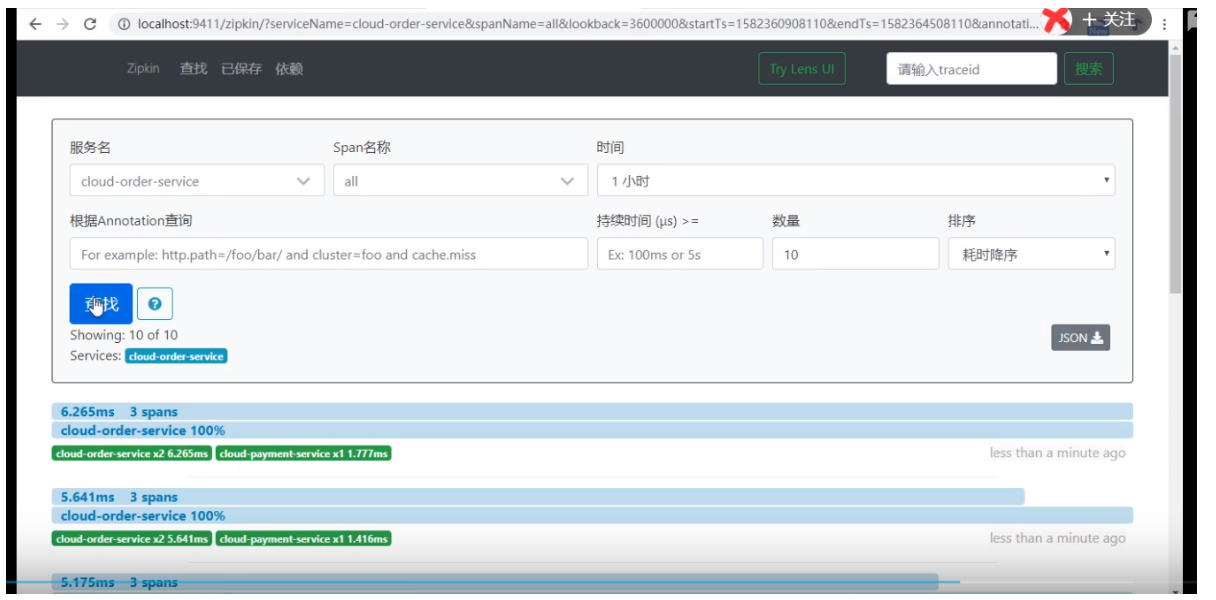 localhost:9411/zipkin/?serviceName=cloud-order-service&spanName=all&lookback=3600000&startTs=1582360908110&endTs=1582364508110&annotati...
+ 关注
Zipkin 查找 已保存 依赖 Try Lens UI 请输入traceid 搜索
服务名 Span名称 时间
cloud-order-service all 1 小时
根据Annotation查询 持续时间 (μs) >= 数量 排序
For example: http.path=/foo/bar/ and cluster=foo and cache.miss Ex: 100ms or 5s 10 耗时降序
查找 ?
Showing: 10 of 10
JSON
Services: cloud-order-service
6.265ms 3 spans
cloud-order-service 100%
cloud-order-service x2 6.265ms cloud-payment-service x1 1.777ms less than a minute ago
5.641ms 3 spans
cloud-order-service 100%
cloud-order-service x2 5.641ms cloud-payment-service x1 1.416ms less than a minute ago
5.175ms 3 spans